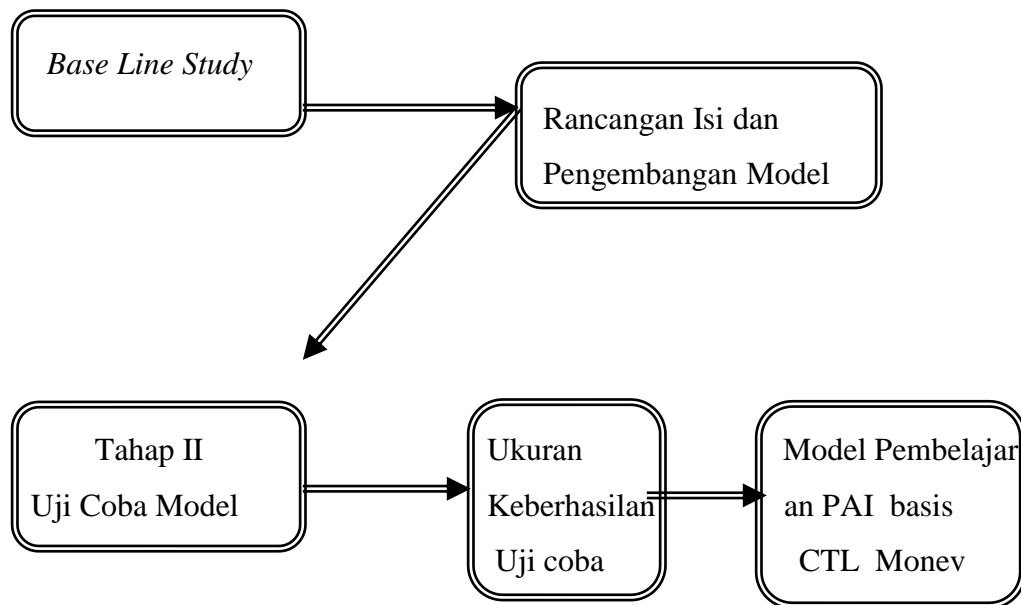 Base Line Study
Rancangan Isi dan
Pengembangan Model
Tahap II
Uji Coba Model
Ukuran
Keberhasilan
Uji coba
Model Pembelajar
an PAI basis
CTL Monev